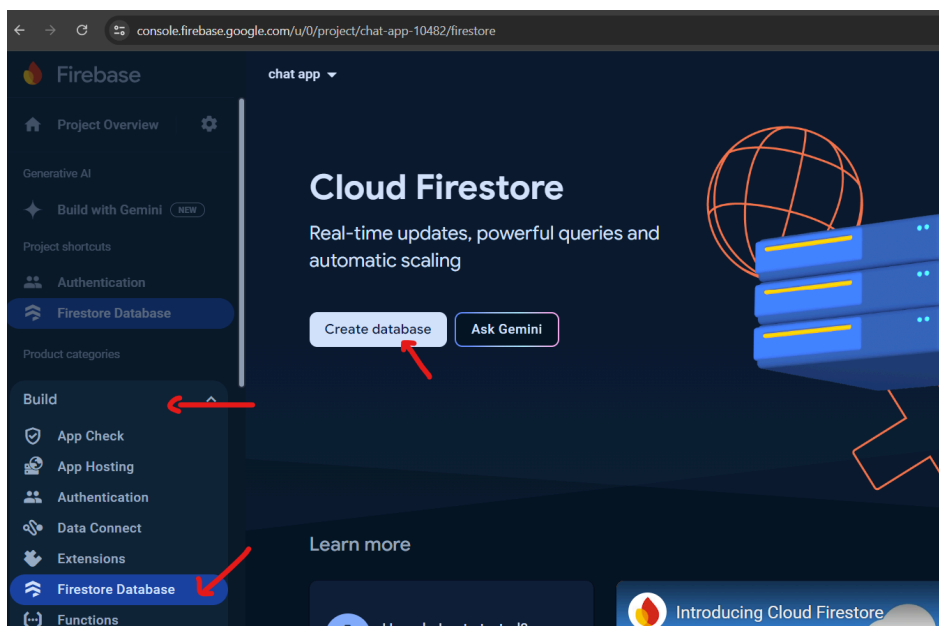 console.firebase.google.com/u/0/project/chat-app-10482/firestore
Firebase
chat app
Project Overview
Generative AI
Build with Gemini NEW
Project shortcuts
Authentication
Firestore Database
Product categories
Build
App Check
App Hosting
Authentication
Data Connect
Extensions
Firestore Database
Functions
Cloud Firestore
Real-time updates, powerful queries and
automatic scaling
Create database
Ask Gemini
Learn more
Introducing Cloud Firestore